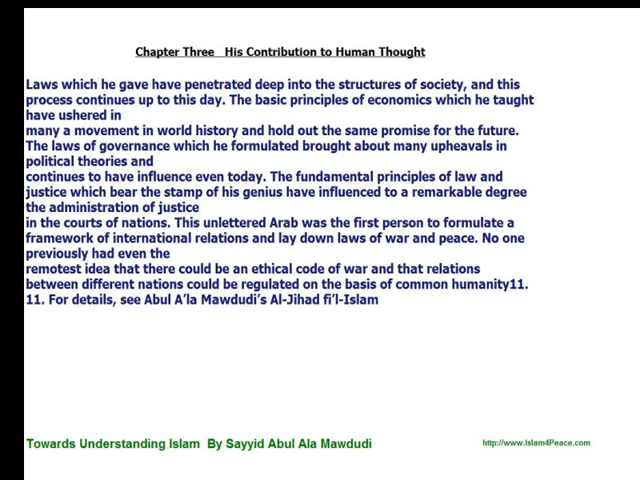 Chapter Three   His Contribution to Human Thought
Laws which he gave have penetrated deep into the structures of society, and this
process continues up to this day. The basic principles of economics which he taught
have ushered in
many a movement in world history and hold out the same promise for the future.
The laws of governance which he formulated brought about many upheavals in
political theories and
continues to have influence even today. The fundamental principles of law and
justice which bear the stamp of his genius have influenced to a remarkable degree
the administration of justice
in the courts of nations. This unlettered Arab was the first person to formulate a
framework of international relations and lay down laws of war and peace. No one
previously had even the
remotest idea that there could be an ethical code of war and that relations
between different nations could be regulated on the basis of common humanity11.
11. For details, see Abul A’la Mawdudi’s Al-Jihad fi’l-Islam
Towards Understanding Islam  By Sayyid Abul Ala Mawdudi
http://www.Islam4Peace.com